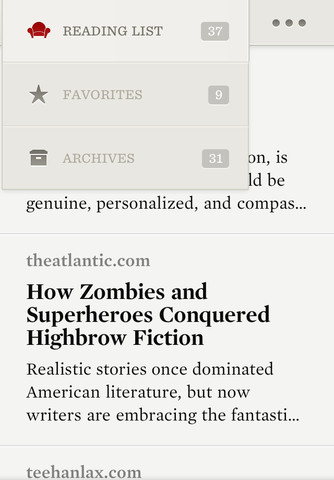 READING LIST 37
FAVORITES 9
ARCHIVES 31
on, is
ld be
genuine, personalized, and compas...
theatlantic.com
How Zombies and
Superheroes Conquered
Highbrow Fiction
Realistic stories once dominated
American literature, but now
writers are embracing the fantasti...
teehanlax.com